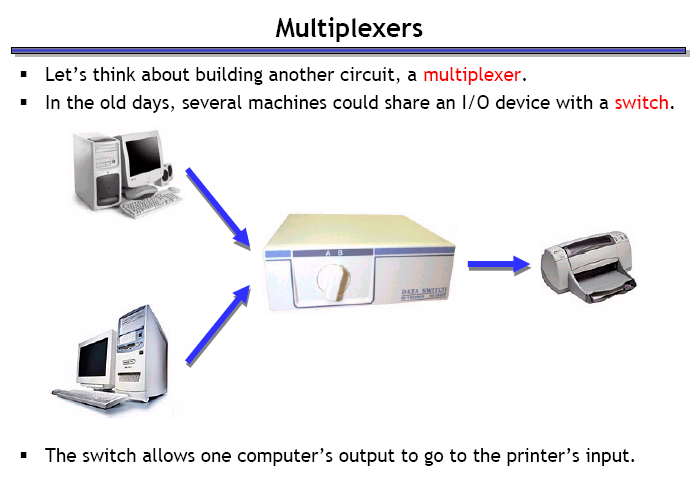 Multiplexers
▪ Let’s think about building another circuit, a multiplexer.
▪ In the old days, several machines could share an I/O device with a switch.
A B
DATA SWITCH
▪ The switch allows one computer’s output to go to the printer’s input.